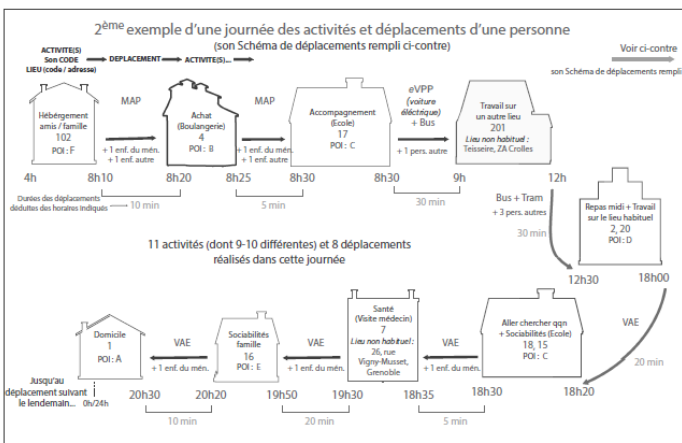 2ème exemple d'une journée des activités et déplacements d'une personne
(son Schéma de déplacements rempli ci-contre)
Voir ci-contre
son Schéma de déplacements rempli
ACTIVITE(S)
Son CODE
LIEU (code / adresse)
DEPLACEMENT
ACTIVITE(S)...
Hébergement
amis / famille
102
POI : F
MAP
+ 1 enf. du mén.
+ 1 enf autre
Achat
(Boulangerie)
4
POI : B
MAP
+ 1 enf. du mén.
+ 1 enf. autre
Accompagnement
(Ecole)
17
POI : C
eVPP
(voiture
éléctrique)
+ Bus
+ 1 pers. autre
Travail sur
un autre lieu
201
Lieu non habituel :
Teisseire, ZA Crolles
4h
8h10
8h20
8h25
8h30
8h30
9h
12h
Durées des déplacements
déduites des horaires indiqués
10 min
5 min
30 min
Bus + Tram
+ 3 pers. autres
30 min
Repas midi + Travail
sur le lieu habituel
2, 20
POI : D
12h30
18h00
11 activités (dont 9-10 différentes) et 8 déplacements
réalisés dans cette journée
VAE
20 min
Domicile
1
POI : A
VAE
+ 1 enf. du mén.
Sociabilités
famille
16
POI : E
VAE
+ 1 enf. du mén.
Santé
(Visite médecin)
7
Lieu non habituel :
26, rue
Vigny-Musset,
Grenoble
VAE
+ 1 enf. du mén.
Aller chercher qqn
+ Sociabilités (Ecole)
18, 15
POI : C
Jusqu'au
déplacement suivant
le lendemain...
0h/24h
20h30
20h20
19h50
19h30
18h35
18h30
18h20
10 min
20 min
5 min